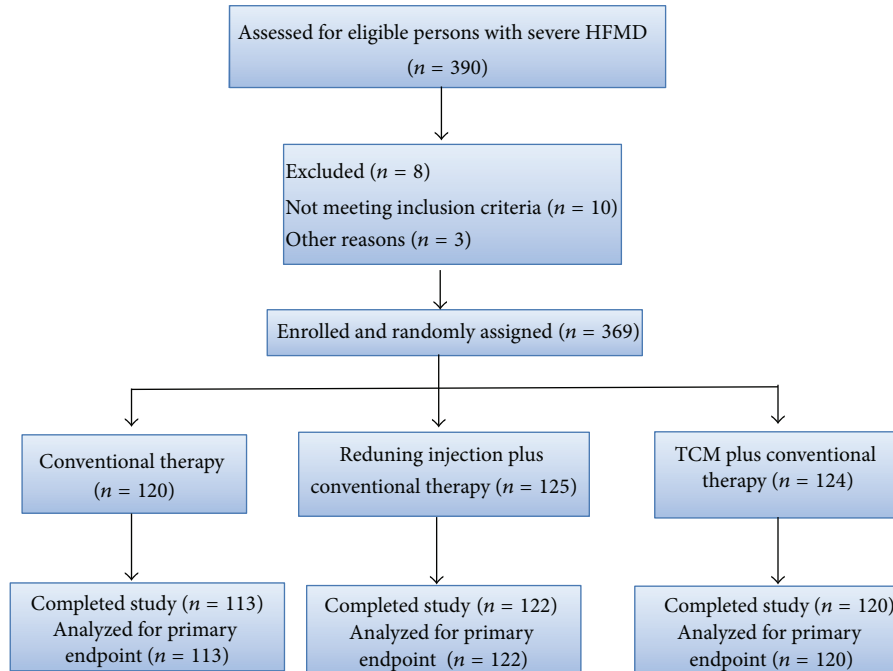 Assessed for eligible persons with severe HFMD
(n = 390)
Excluded (n = 8)
Not meeting inclusion criteria (n = 10)
Other reasons (n = 3)
Enrolled and randomly assigned (n = 369)
Conventional therapy
(n = 120)
Reduning injection plus
conventional therapy (n = 125)
TCM plus conventional
therapy (n = 124)
Completed study (n = 113)
Analyzed for primary
endpoint (n = 113)
Completed study (n = 122)
Analyzed for primary
endpoint (n = 122)
Completed study (n = 120)
Analyzed for primary
endpoint (n = 120)